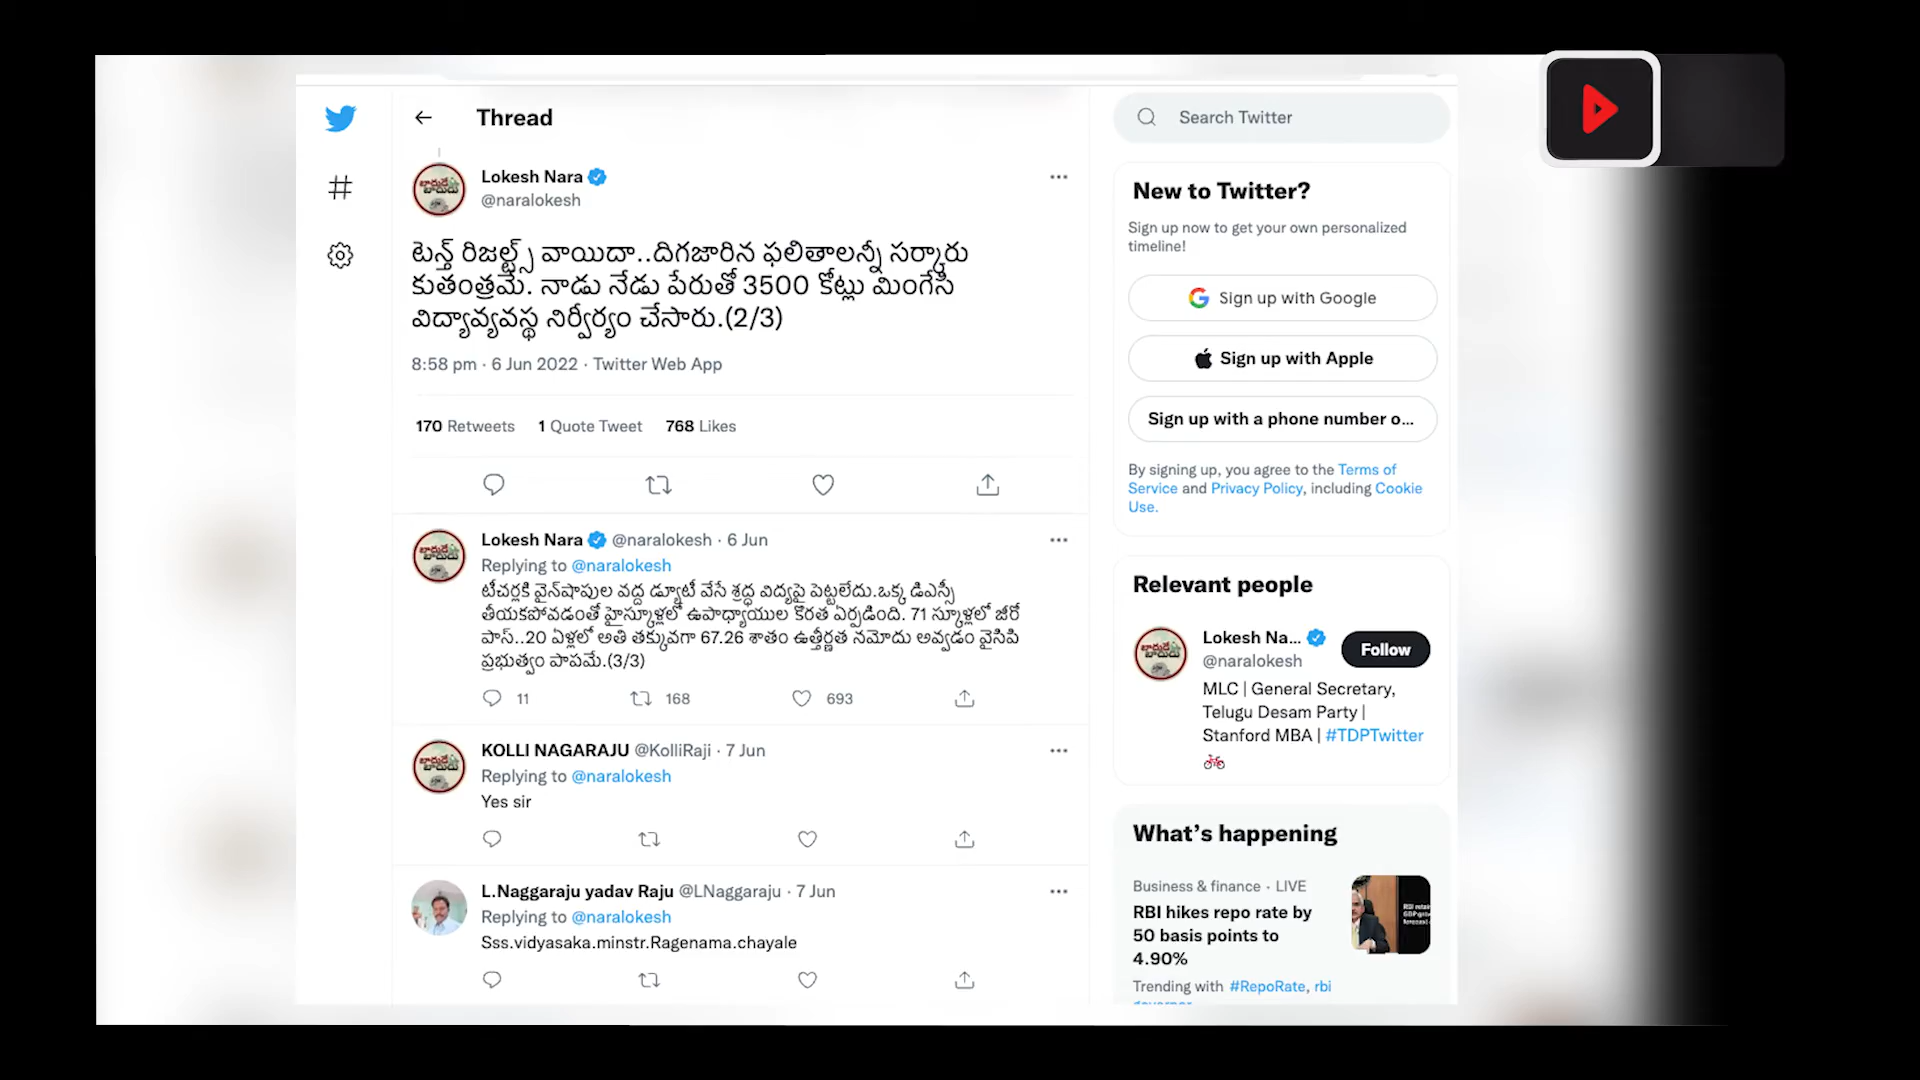 Thread
Search Twitter
Lokesh Nara
@naralokesh
టెన్త్ రిజల్ట్స్ వాయిదా..దిగజారిన ఫలితాలన్నీ సర్కారు
కుతంత్రమే. నాడు నేడు పేరుతో 3500 కోట్లు మింగేసి
విద్యావ్యవస్థ నిర్వీర్యం చేసారు.(2/3)
8:58 pm · 6 Jun 2022 · Twitter Web App
170 Retweets 1 Quote Tweet 768 Likes
Lokesh Nara @naralokesh · 6 Jun
Replying to @naralokesh
టీచర్లకి వైన్‌షాపుల వద్ద డ్యూటీ వేసే శ్రద్ధ విద్యపై పెట్టలేదు.ఒక్క డిఎస్సీ
తీయకపోవడంతో హైస్కూళ్లలో ఉపాధ్యాయుల కొరత ఏర్పడింది. 71 స్కూళ్లలో జీరో
పాస్..20 ఏళ్లలో అతి తక్కువగా 67.26 శాతం ఉత్తీర్ణత నమోదు అవ్వడం వైసిపి
ప్రభుత్వం పాపమే.(3/3)
11 168 693
KOLLI NAGARAJU @KolliRaji · 7 Jun
Replying to @naralokesh
Yes sir
L.Naggaraju yadav Raju @LNaggaraju · 7 Jun
Replying to @naralokesh
Sss.vidyasaka.minstr.Ragenama.chayale
New to Twitter?
Sign up now to get your own personalized
timeline!
Sign up with Google
Sign up with Apple
Sign up with a phone number o...
By signing up, you agree to the Terms of
Service and Privacy Policy, including Cookie
Use.
Relevant people
Lokesh Na...
@naralokesh
Follow
MLC | General Secretary,
Telugu Desam Party |
Stanford MBA | #TDPTwitter
What's happening
Business & finance · LIVE
RBI hikes repo rate by
50 basis points to
4.90%
Trending with #RepoRate, rbi
governor